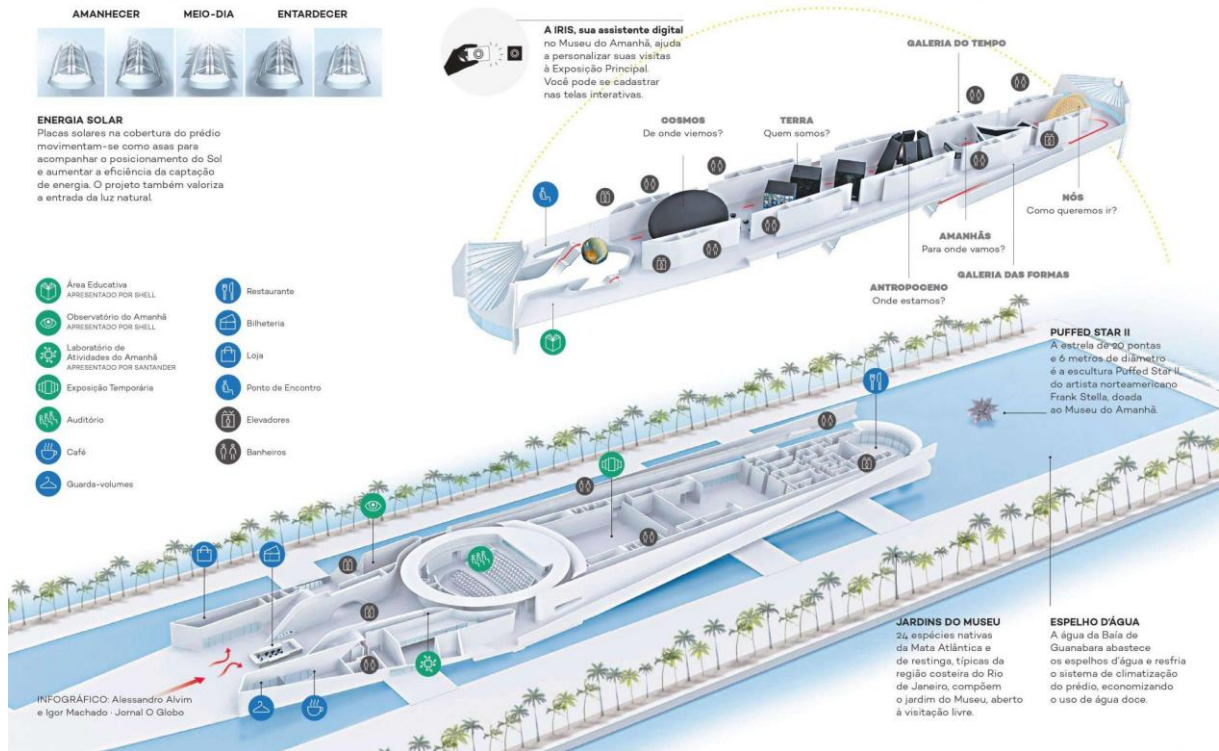 AMANHECER
MEIO-DIA
ENTARDECER
ENERGIA SOLAR
Placas solares na cobertura do prédio
movimentam-se como asas para
acompanhar o posicionamento do Sol
e aumentar a eficiência da captação
de energia. O projeto também valoriza
a entrada da luz natural.
A IRIS, sua assistente digital
no Museu do Amanhã, ajuda
a personalizar suas visitas
à Exposição Principal.
Você pode se cadastrar
nas telas interativas.
GALERIA DO TEMPO
COSMOS
De onde viemos?
TERRA
Quem somos?
NÓS
Como queremos ir?
AMANHÃS
Para onde vamos?
GALERIA DAS FORMAS
ANTROPOCENO
Onde estamos?
Área Educativa
APRESENTADO POR SHELL
Observatório do Amanhã
APRESENTADO POR SHELL
Laboratório de
Atividades do Amanhã
APRESENTADO POR SANTANDER
Exposição Temporária
Auditório
Café
Guarda-volumes
Restaurante
Bilheteria
Loja
Ponto de Encontro
Elevadores
Banheiros
PUFFED STAR II
A estrela de 20 pontas
e 6 metros de diâmetro
é a escultura Puffed Star II,
do artista norteamericano
Frank Stella, doada
ao Museu do Amanhã.
JARDINS DO MUSEU
24 espécies nativas
da Mata Atlântica e
de restinga, típicas da
região costeira do Rio
de Janeiro, compõem
o jardim do Museu, aberto
à visitação livre.
ESPELHO D'ÁGUA
A água da Baía de
Guanabara abastece
os espelhos d'água e resfria
o sistema de climatização
do prédio, economizando
o uso de água doce.
INFOGRÁFICO: Alessandro Alvim
e Igor Machado · Jornal O Globo